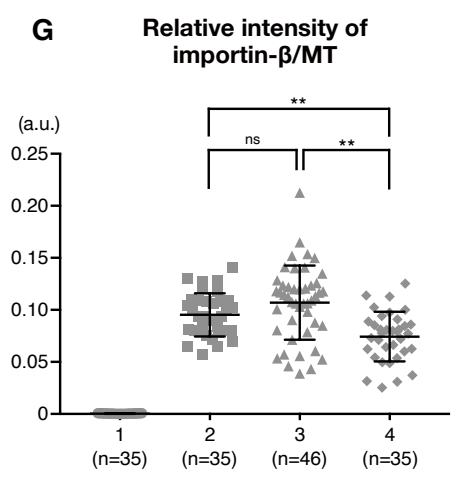 G
Relative intensity of
importin-β/MT
(a.u.)
**
ns
**
0.25
0.20
0.15
0.10
0.05
0
1 2 3 4
(n=35) (n=35) (n=46) (n=35)